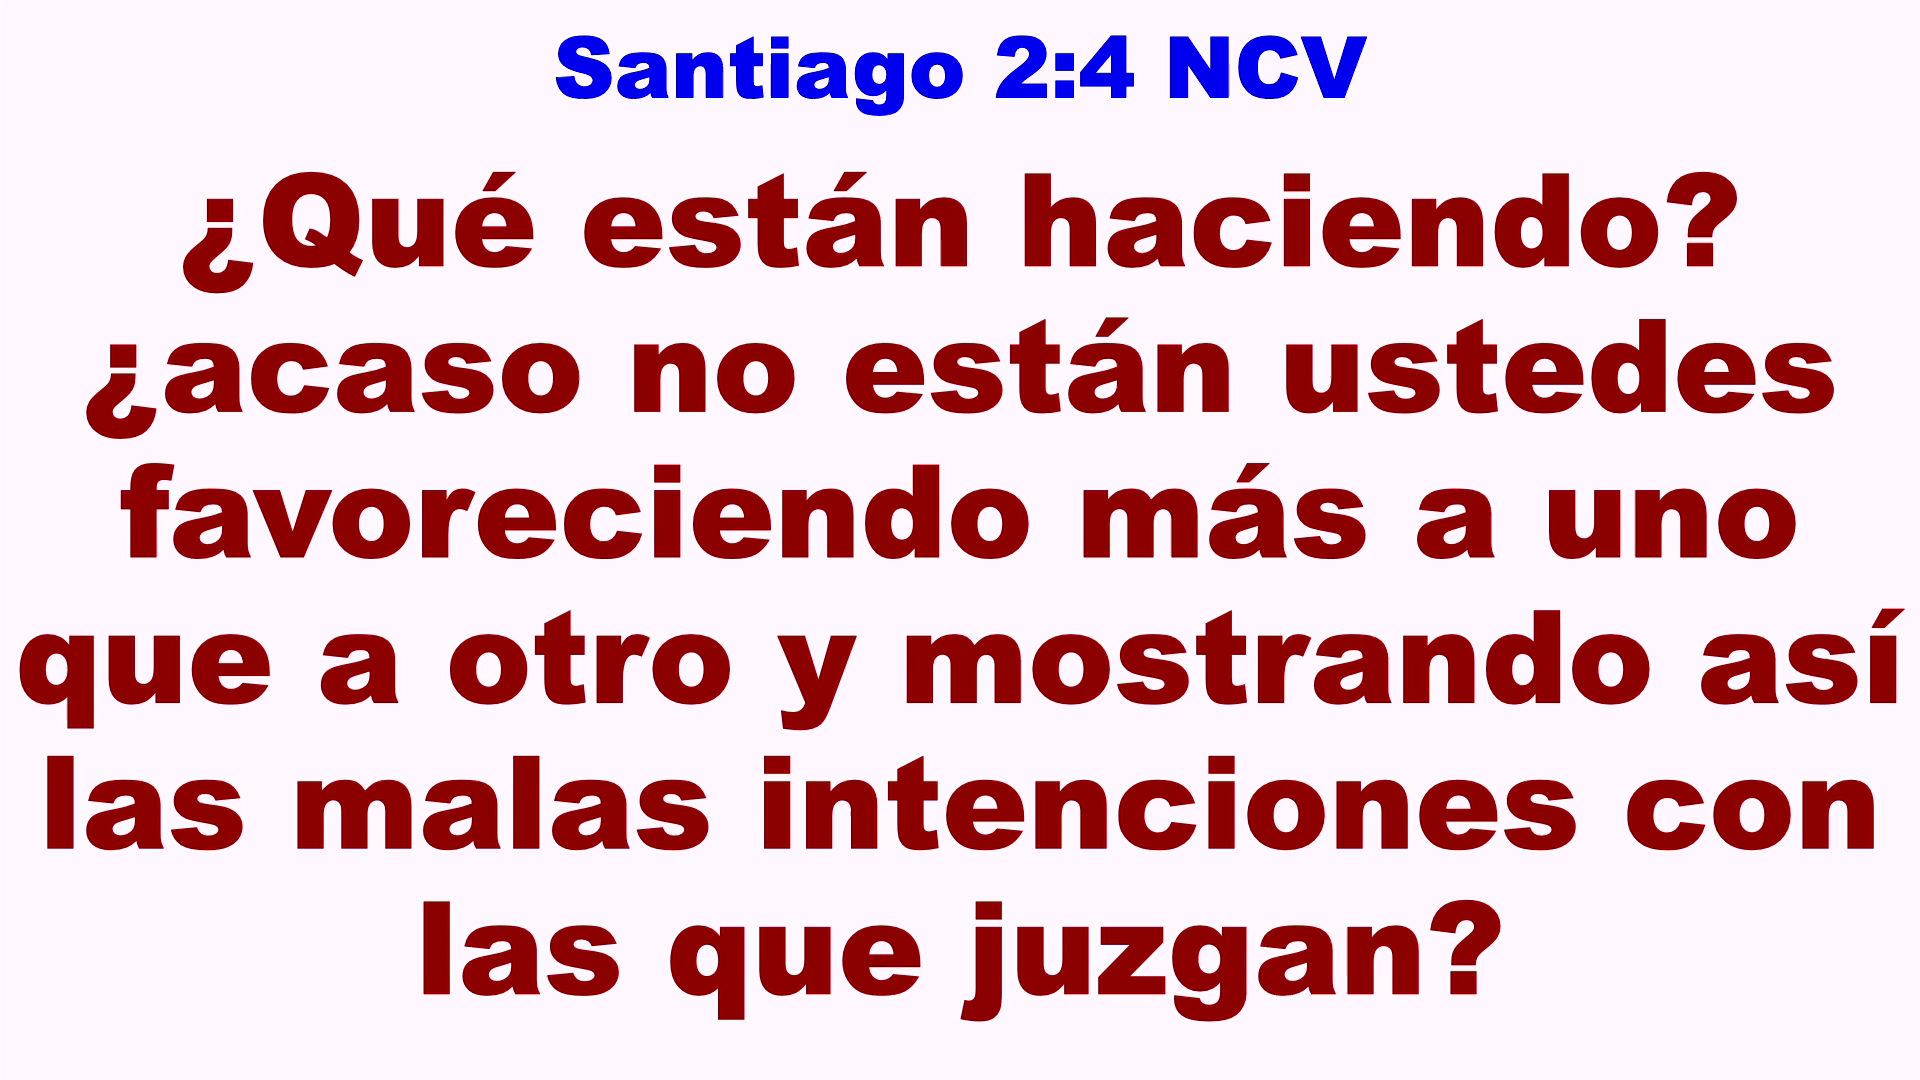 Santiago 2:4 NCV
¿Qué están haciendo?
¿acaso no están ustedes
favoreciendo más a uno
que a otro y mostrando así
las malas intenciones con
las que juzgan?